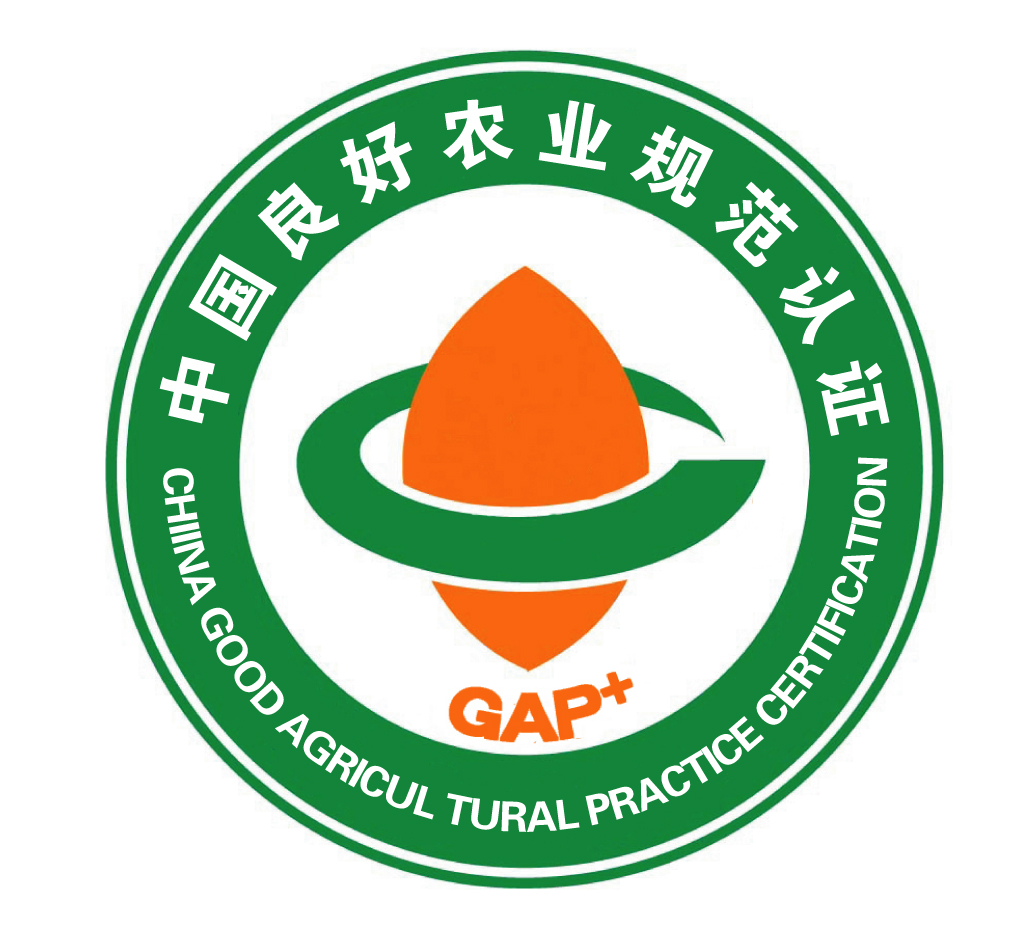 中国良好农业规范认证
GAP+
CHINA GOOD AGRICUL TURAL PRACTICE CERTIFICATION